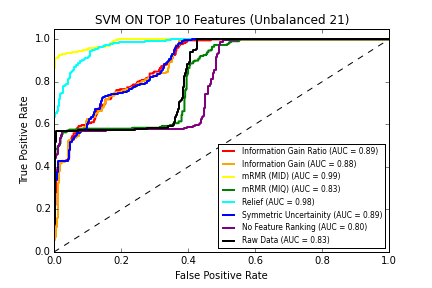 SVM ON TOP 10 Features (Unbalanced 21)
True Positive Rate
1.0
0.8
0.6
0.4
0.2
0.0
Information Gain Ratio (AUC = 0.89)
Information Gain (AUC = 0.88)
mRMR (MID) (AUC = 0.99)
mRMR (MIQ) (AUC = 0.83)
Relief (AUC = 0.98)
Symmetric Uncertainity (AUC = 0.89)
No Feature Ranking (AUC = 0.80)
Raw Data (AUC = 0.83)
0.0 0.2 0.4 0.6 0.8 1.0
False Positive Rate